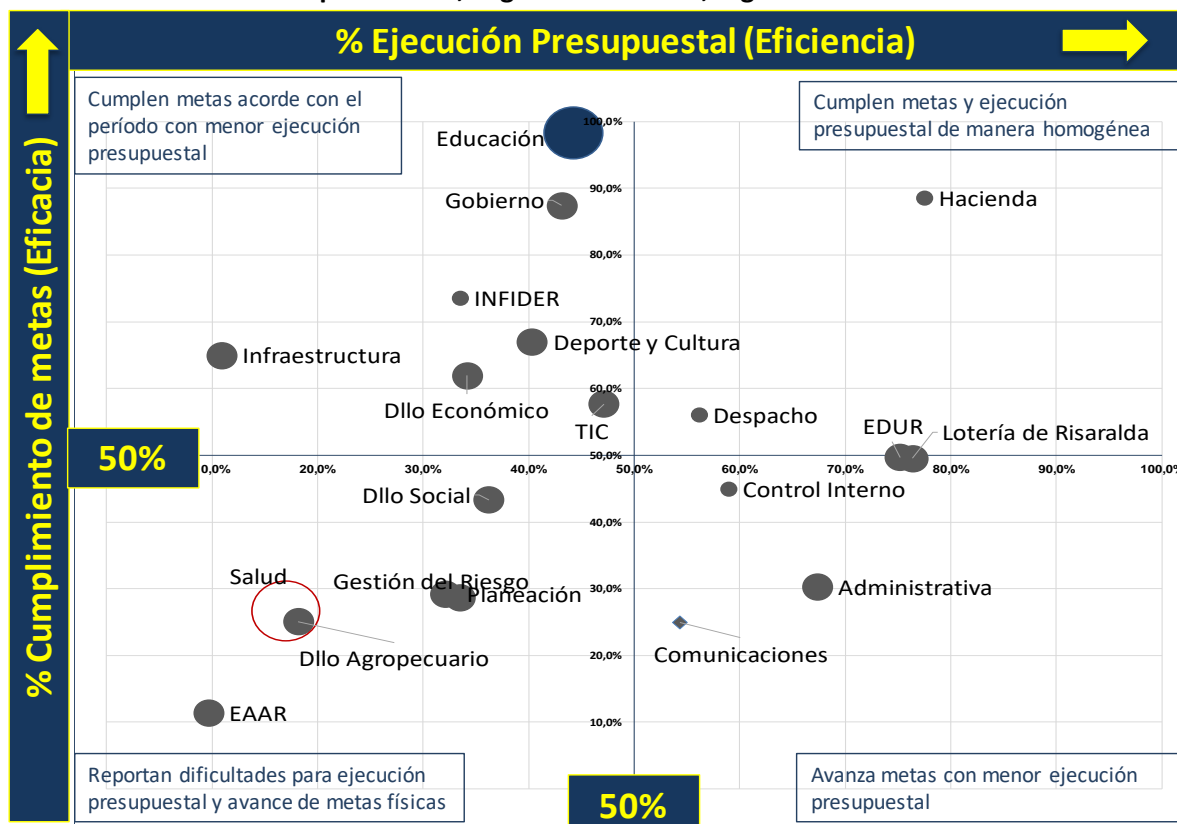 % Ejecución Presupuestal (Eficiencia)
% Cumplimiento de metas (Eficacia)
Cumplen metas acorde con el
período con menor ejecución
presupuestal
Cumplen metas y ejecución
presupuestal de manera homogénea
100,0%
Educación
90,0%
Gobierno
Hacienda
80,0%
INFIDER
70,0%
Deporte y Cultura
Infraestructura
60,0%
Dllo Económico
TIC
Despacho
EDUR
Lotería de Risaralda
50%
50,0%
0,0%
20,0%
30,0%
40,0%
50,0%
60,0%
70,0%
80,0%
90,0%
100,0%
Dllo Social
Control Interno
40,0%
Salud
Gestión del Riesgo
Planeación
30,0%
Administrativa
Dllo Agropecuario
20,0%
Comunicaciones
EAAR
10,0%
Reportan dificultades para ejecución
presupuestal y avance de metas físicas
50%
Avanza metas con menor ejecución
presupuestal